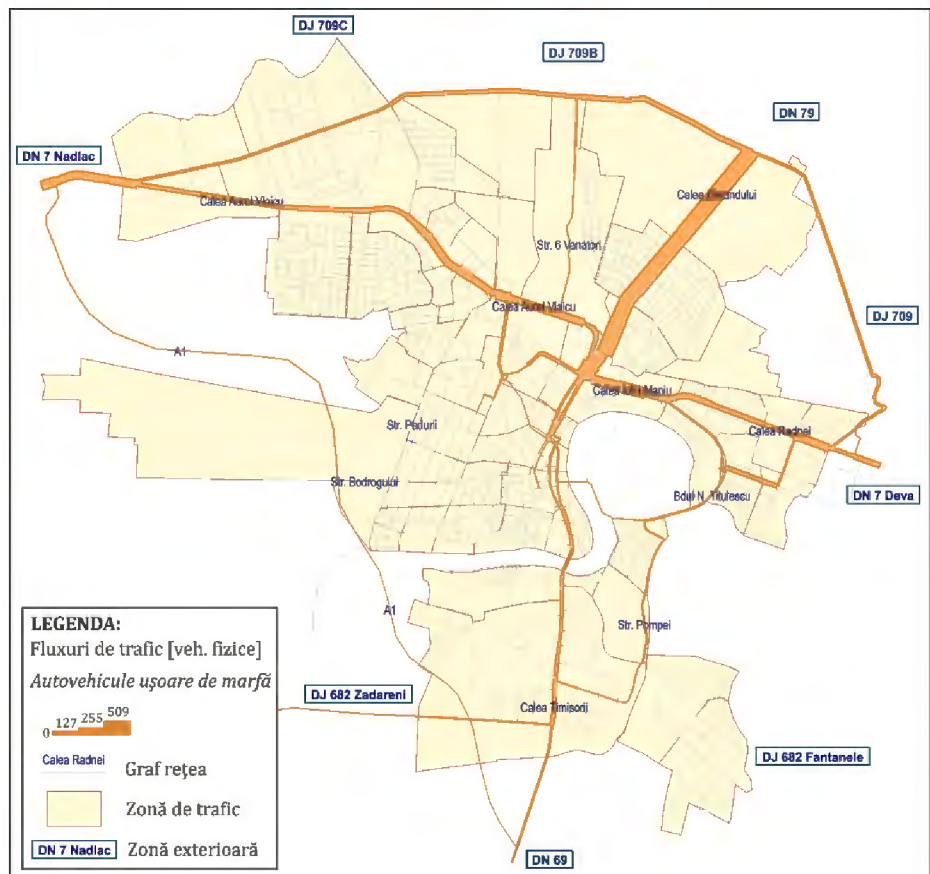 DJ 709C
DJ 709B
DN 79
DN 7 Nadlac
Calea Aurel Vlaicu
Str. 6 Vanatori
Calea Aurel Vlaicu
DJ 709
A1
Calea Iuliu Maniu
Str. Padurii
Calea Radnei
Str. Bodrogului
Bdul N. Titulescu
DN 7 Deva
A1
Str. Pompei
LEGENDA:
Fluxuri de trafic [veh. fizice]
Autovehicule ușoare de marfă
0 127 255 509
Calea Radnei Graf rețea
Zonă de trafic
DN 7 Nadlac Zonă exterioară
DJ 682 Zadareni
Calea Timisorii
DJ 682 Fantanele
DN 69